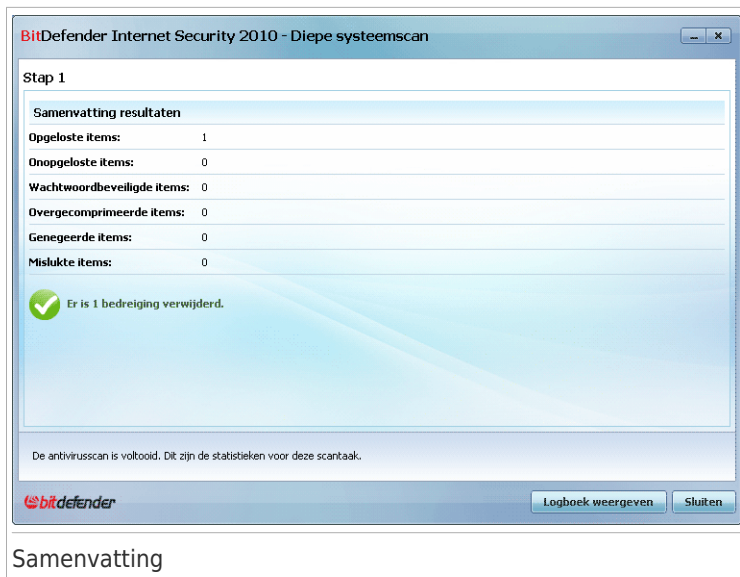 BitDefender Internet Security 2010 - Diepe systeemscan
Stap 1
Samenvatting resultaten
Opgeloste items: 1
Onopgeloste items: 0
Wachtwoordbeveiligde items: 0
Overgecomprimeerde items: 0
Genegeerde items: 0
Mislukte items: 0
Er is 1 bedreiging verwijderd.
De antivirusscan is voltooid. Dit zijn de statistieken voor deze scantaak.
bitdefender
Logboek weergeven
Sluiten
Samenvatting